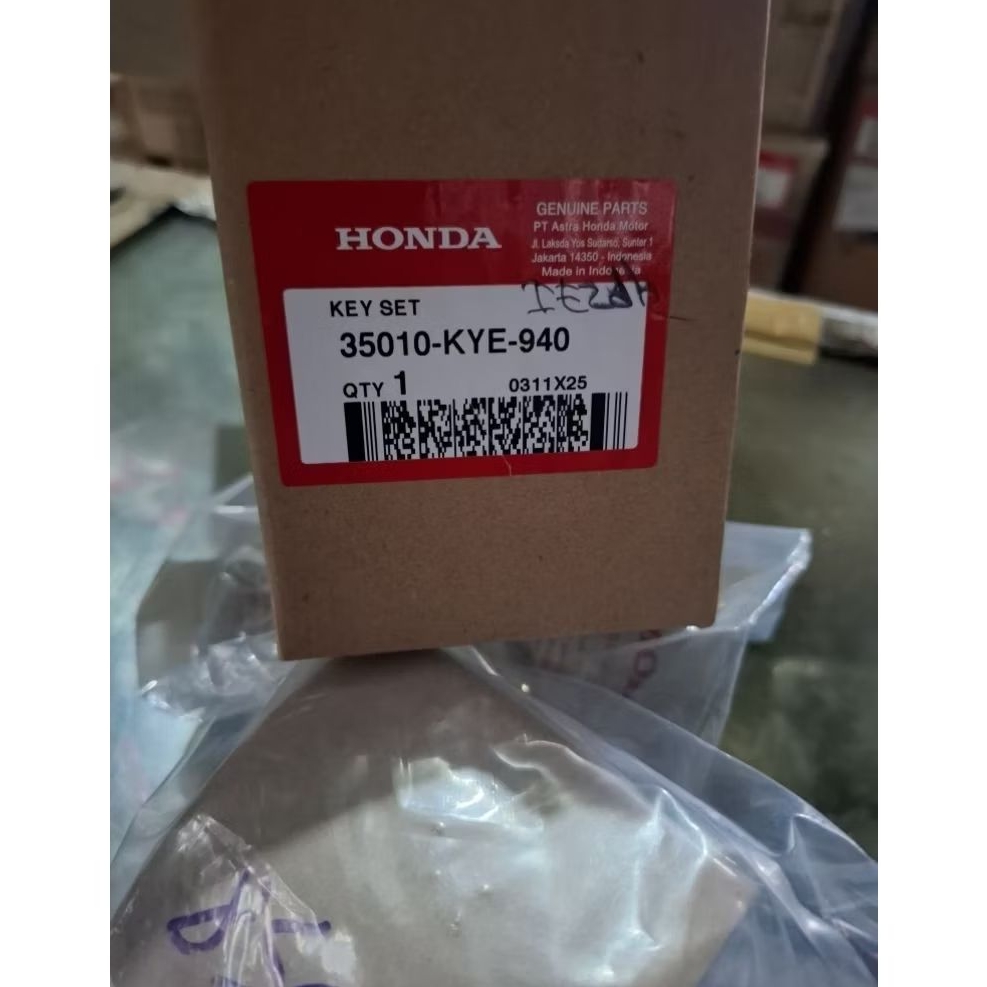 HONDA
GENUINE PARTS
PT Astra Honda Motor
Jl. Laksda Yos Sudarso, Sunter 1
Jakarta 14350 - Indonesia
Made in Indonesia
KEY SET
35010-KYE-940
QTY 1
0311X25